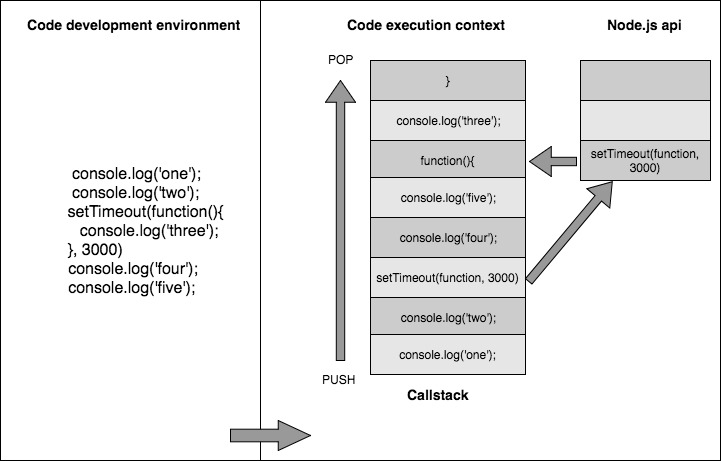 Code development environment
console.log('one');
console.log('two');
setTimeout(function(){
console.log('three');
}, 3000)
console.log('four');
console.log('five');
Code execution context
POP
}
console.log('three');
function(){
console.log('five');
console.log('four');
setTimeout(function, 3000)
console.log('two');
console.log('one');
PUSH
Callstack
Node.js api
setTimeout(function,
3000)